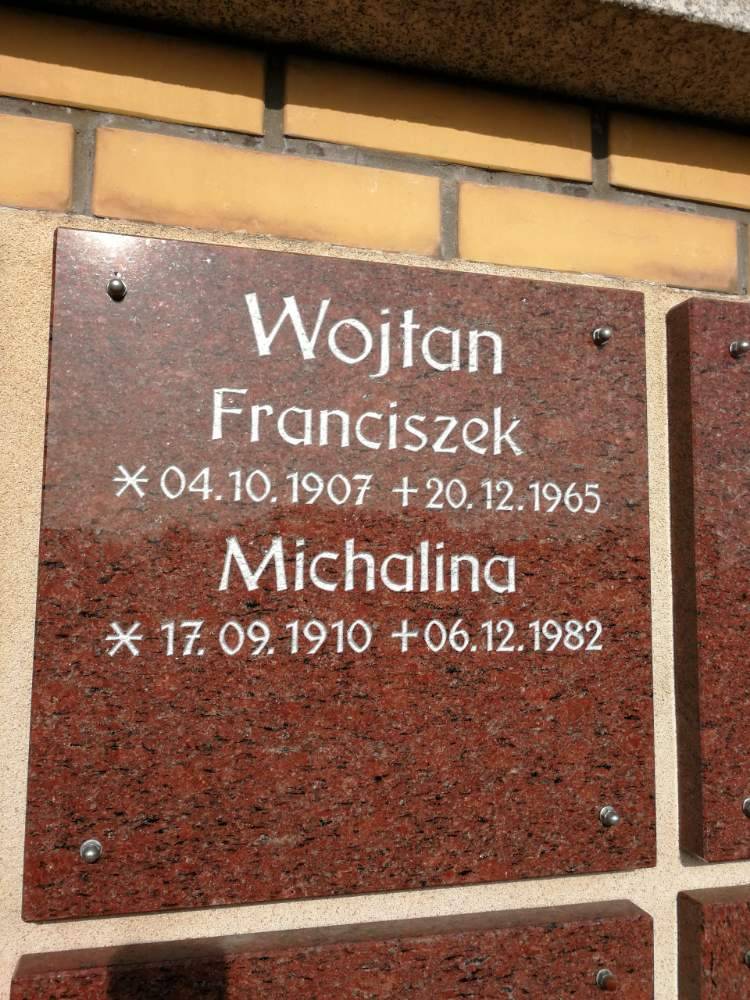 Wojtan
Franciszek
* 04.10.1907 +20.12.1965
Michalina
* 17.09.1910 +06.12.1982